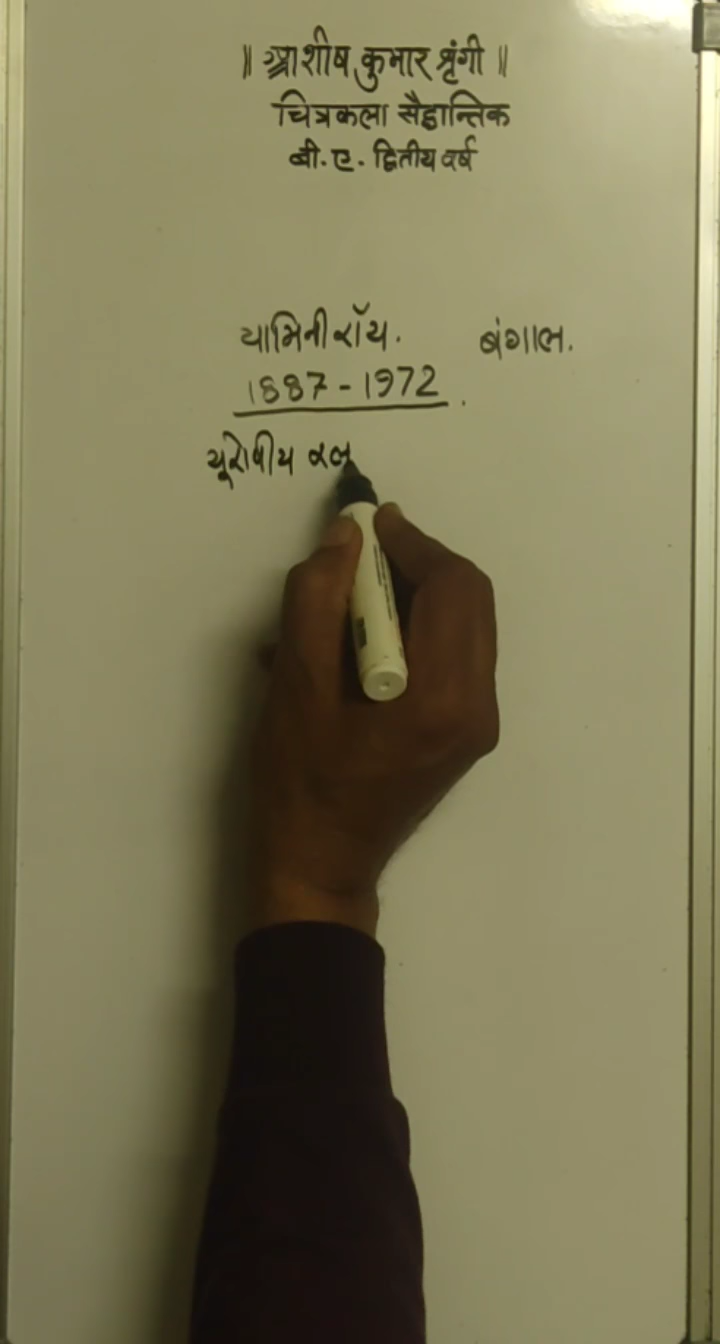 ॥ आशीष कुमार श्रृंगी ॥
चित्रकला सैद्धान्तिक
बी. ए. द्वितीय वर्ष
यामिनी रॉय. बंगाल.
1887 - 1972.
यूरोपीय